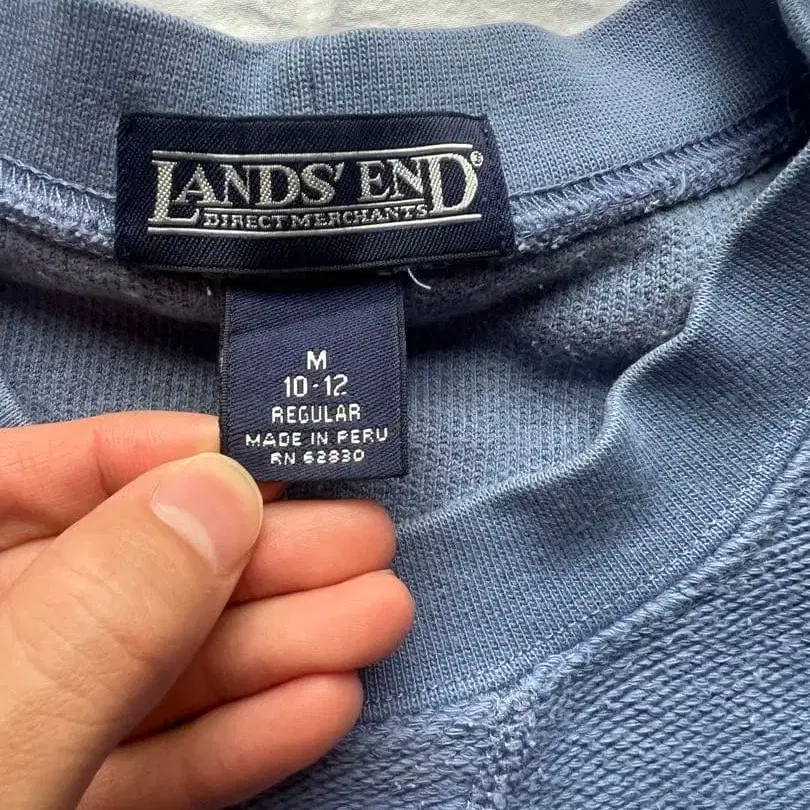 LANDS' END®
DIRECT MERCHANTS
M
10-12
REGULAR
MADE IN PERU
RN 62830